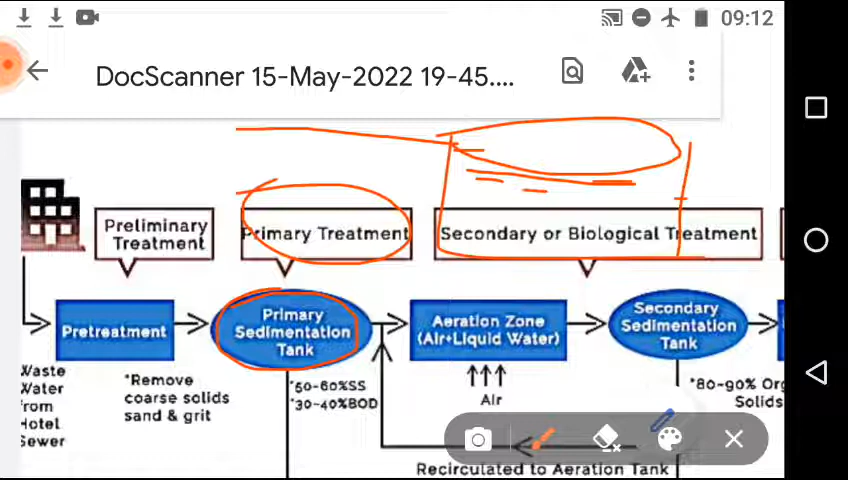 09:12
DocScanner 15-May-2022 19-45....
Preliminary
Treatment
Primary Treatment
Secondary or Biological Treatment
Pretreatment
Primary
Sedimentation
Tank
Aeration Zone
(Air+Liquid Water)
Secondary
Sedimentation
Tank
Waste
Water
from
Hotel
Sewer
*Remove
coarse solids
sand & grit
*50-60%SS
*30-40%BOD
Air
*80-90% Org
Solids
Recirculated to Aeration Tank